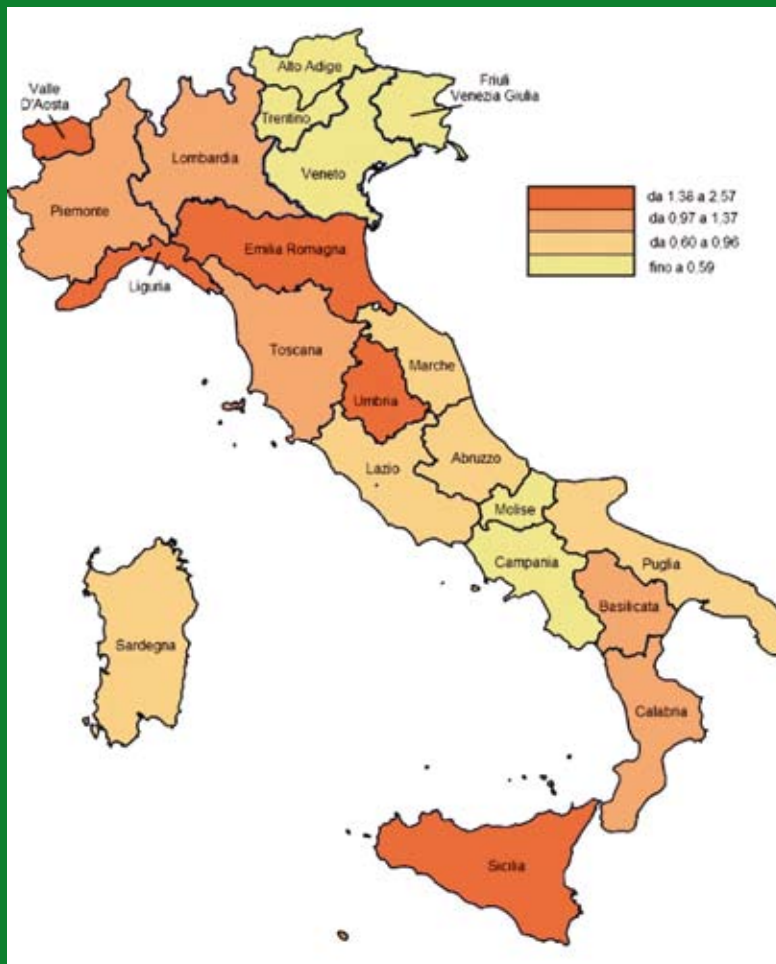 Alto Adige
Friuli
Venezia Giulia
Valle
D'Aosta
Trentino
Lombardia
Veneto
da 1.38 a 2.57
Piemonte
da 0.97 a 1.37
Emilia Romagna
da 0.60 a 0.96
fino a 0.59
Liguria
Toscana
Marche
Umbria
Abruzzo
Lazio
Molise
Campania
Puglia
Basilicata
Sardegna
Calabria
Sicilia